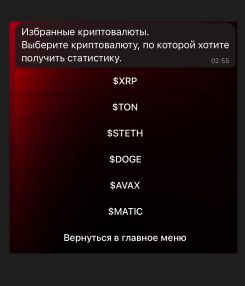 Избранные криптовалюты.
Выберите криптовалюту, по которой хотите
получить статистику.
02:55
$XRP
$TON
$STETH
$DOGE
$AVAX
$MATIC
Вернуться в главное меню